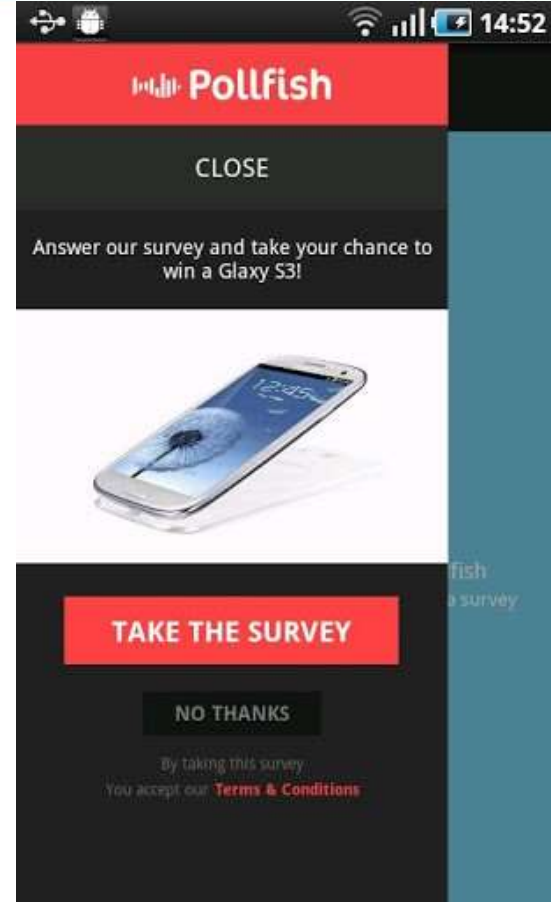 14:52
Pollfish
CLOSE
Answer our survey and take your chance to
win a Glaxy S3!
12:45
fish
a survey
TAKE THE SURVEY
NO THANKS
By taking this survey
You accept our Terms & Conditions